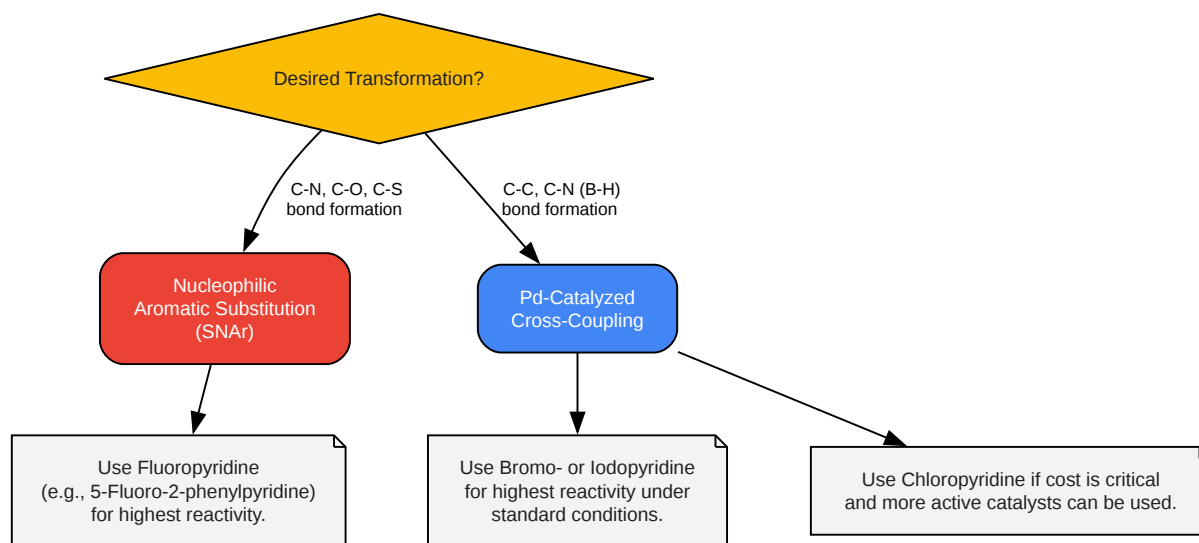 Desired Transformation?
C-N, C-O, C-S
bond formation
C-C, C-N (B-H)
bond formation
Nucleophilic
Aromatic Substitution
(SNAr)
Pd-Catalyzed
Cross-Coupling
Use Fluoropyridine
(e.g., 5-Fluoro-2-phenylpyridine)
for highest reactivity.
Use Bromo- or Iodopyridine
for highest reactivity under
standard conditions.
Use Chloropyridine if cost is critical
and more active catalysts can be used.